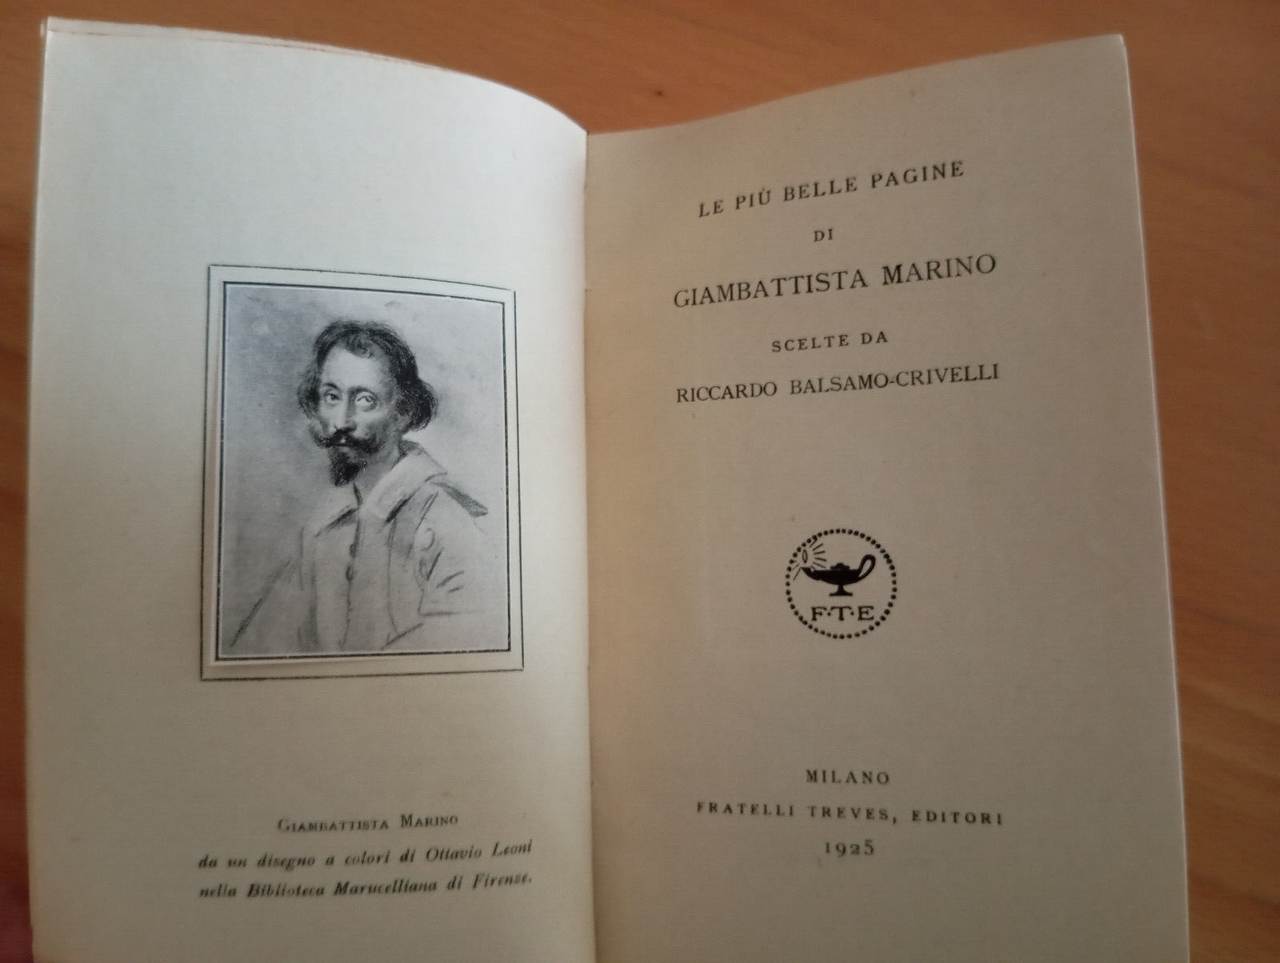 GIAMBATTISTA MARINO
da un disegno a colori di Ottavio Leoni
nella Biblioteca Marucelliana di Firenze.
LE PIÙ BELLE PAGINE
DI
GIAMBATTISTA MARINO
SCELTE DA
RICCARDO BALSAMO-CRIVELLI
F·T·E
MILANO
FRATELLI TREVES, EDITORI
1925